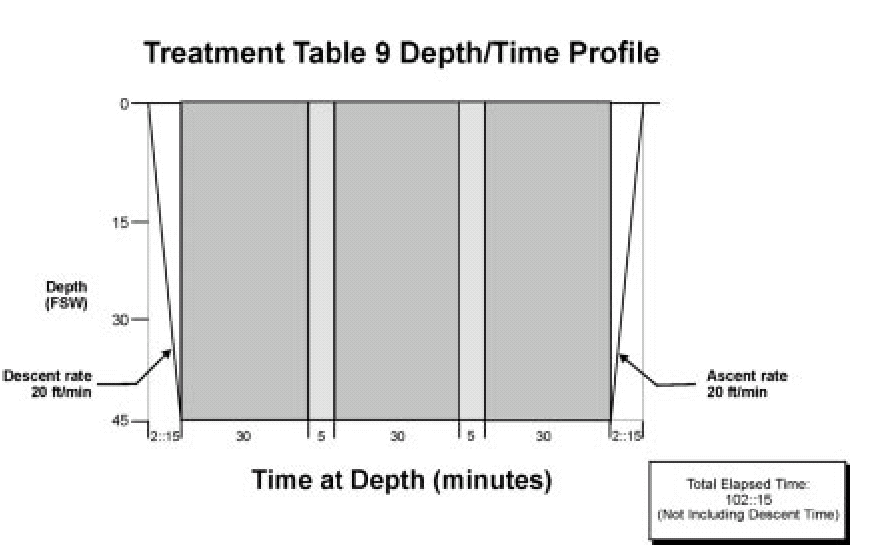 Treatment Table 9 Depth/Time Profile
0
15
Depth
(FSW)
30
Descent rate
20 ft/min
Ascent rate
20 ft/min
45
2::15 30 5 30 5 30 2::15
Time at Depth (minutes)
Total Elapsed Time:
102::15
(Not Including Descent Time)